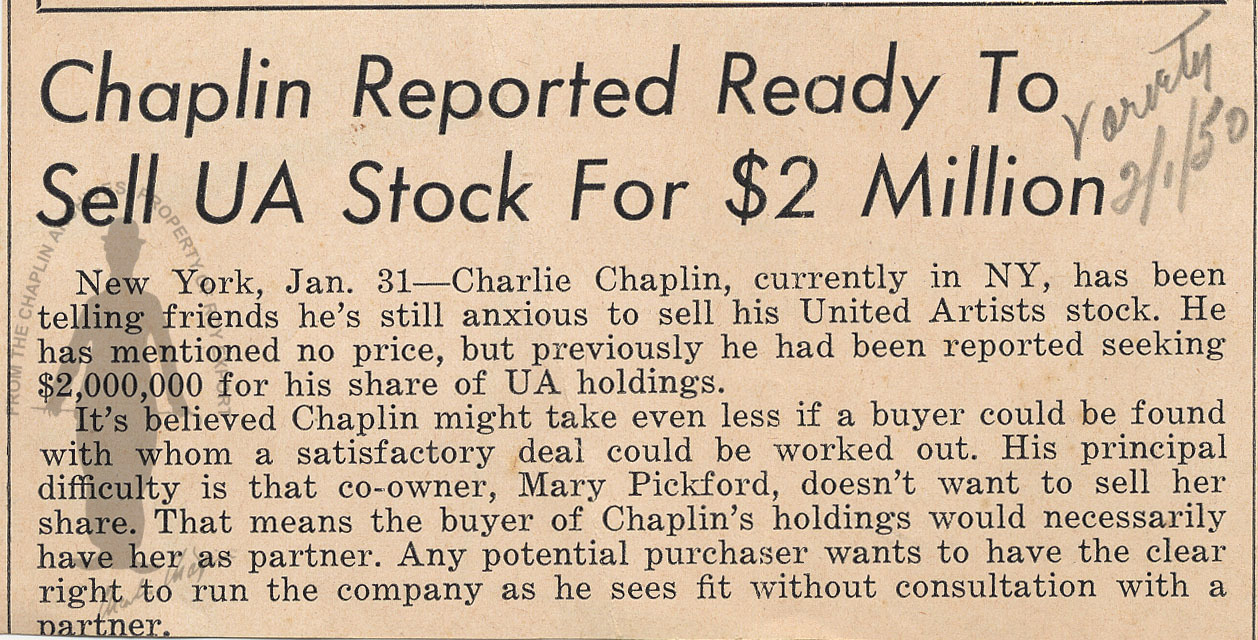 Chaplin Reported Ready To
Sell UA Stock For $2 Million
Variety
2/1/50
New York, Jan. 31—Charlie Chaplin, currently in NY, has been
telling friends he's still anxious to sell his United Artists stock. He
has mentioned no price, but previously he had been reported seeking
$2,000,000 for his share of UA holdings.
It's believed Chaplin might take even less if a buyer could be found
with whom a satisfactory deal could be worked out. His principal
difficulty is that co-owner, Mary Pickford, doesn't want to sell her
share. That means the buyer of Chaplin's holdings would necessarily
have her as partner. Any potential purchaser wants to have the clear
right to run the company as he sees fit without consultation with a
partner.
FROM THE CHAPLIN PROPERTY